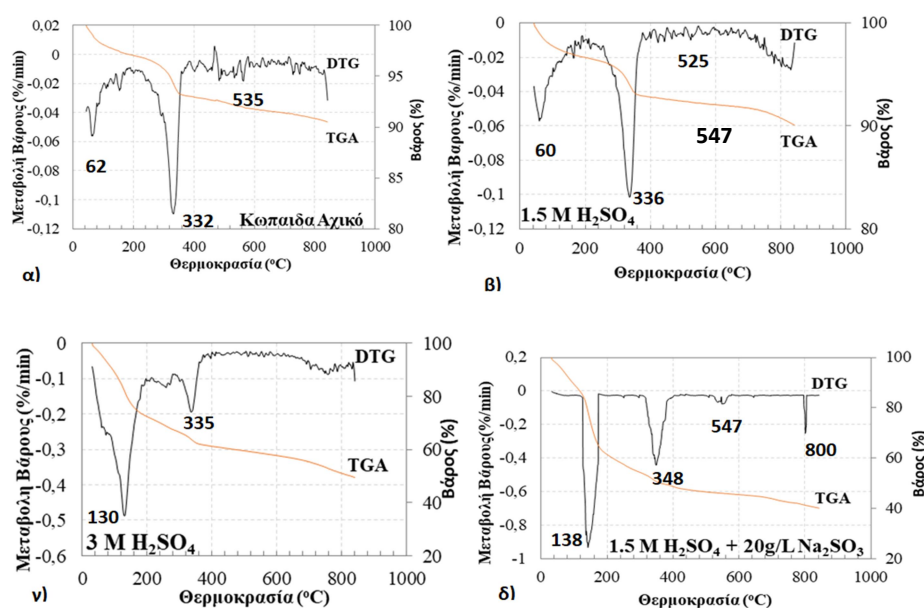 0,02
0
-0,02
-0,04
-0,06
-0,08
-0,1
-0,12
Μεταβολή Βάρους (%/min)
100
95
90
85
80
Βάρος (%)
DTG
TGA
62
332
535
Κωπαιδα Αχικό
0 200 400 600 800 1000
Θερμοκρασία (°C)
α)
0
-0,02
-0,04
-0,06
-0,08
-0,1
-0,12
Μεταβολή Βαρους (%/min)
100
90
80
Βάρος (%)
DTG
525
547
TGA
60
336
1.5 M H₂SO₄
0 200 400 600 800 1000
Θερμοκρασία (°C)
β)
0
-0,1
-0,2
-0,3
-0,4
-0,5
-0,6
Μεταβολη Βάρους (%/min)
100
80
60
40
20
Βάρος (%)
DTG
335
TGA
130
3 M H₂SO₄
0 200 400 600 800 1000
Θερμοκρασία (°C)
γ)
0,2
0
-0,2
-0,4
-0,6
-0,8
-1
Μεταβολή Βάρους (%/min)
100
80
60
40
20
Βάρος (%)
DTG
547
800
348
TGA
138
1.5 M H₂SO₄ + 20g/L Na₂SO₃
0 200 400 600 800 1000
Θερμοκρασία (°C)
δ)